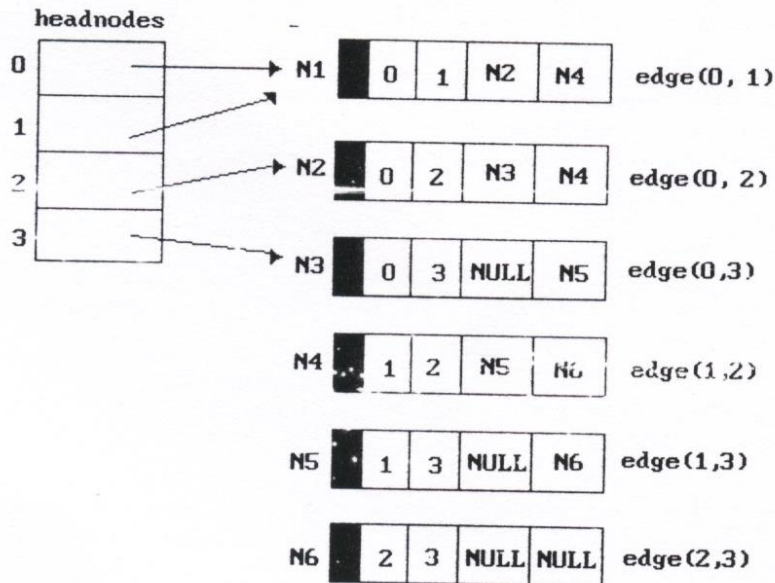 headnodes
0
1
2
3
N1 0 1 N2 N4 edge(0, 1)
N2 0 2 N3 N4 edge(0, 2)
N3 0 3 NULL N5 edge(0,3)
N4 1 2 N5 N6 edge(1,2)
N5 1 3 NULL N6 edge(1,3)
N6 2 3 NULL NULL edge(2,3)